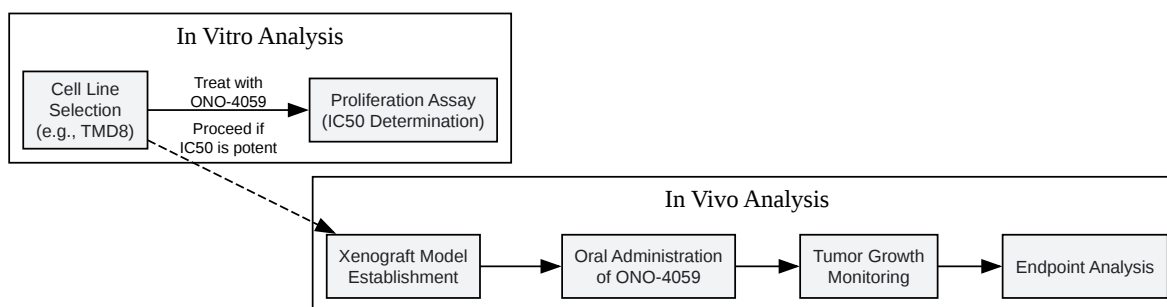 In Vitro Analysis
Cell Line
Selection
(e.g., TMD8)
Treat with
ONO-4059
Proliferation Assay
(IC50 Determination)
Proceed if
IC50 is potent
In Vivo Analysis
Xenograft Model
Establishment
Oral Administration
of ONO-4059
Tumor Growth
Monitoring
Endpoint Analysis